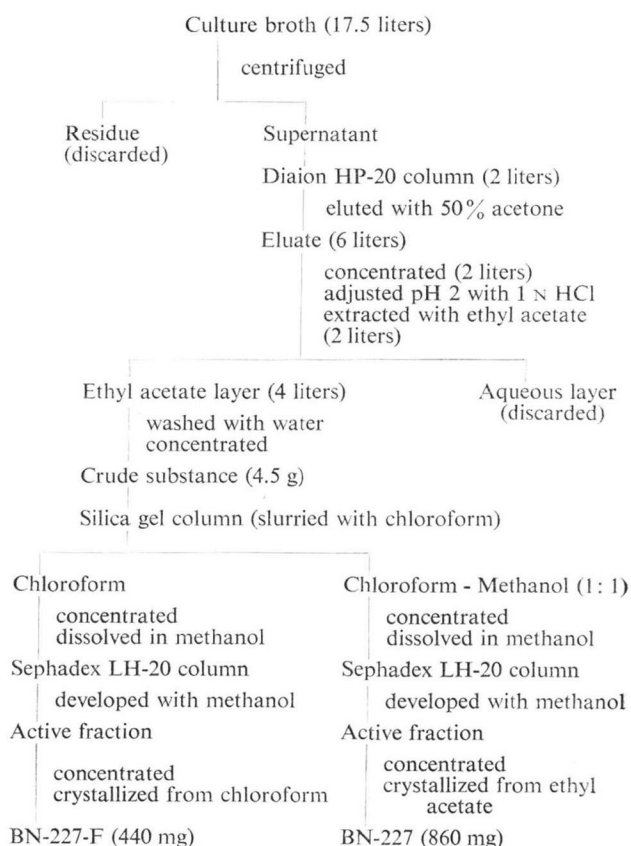 Culture broth (17.5 liters)
centrifuged
Residue
(discarded)
Supernatant
Diaion HP-20 column (2 liters)
eluted with 50% acetone
Eluate (6 liters)
concentrated (2 liters)
adjusted pH 2 with 1 N HCl
extracted with ethyl acetate
(2 liters)
Ethyl acetate layer (4 liters)
washed with water
concentrated
Aqueous layer
(discarded)
Crude substance (4.5 g)
Silica gel column (slurried with chloroform)
Chloroform
concentrated
dissolved in methanol
Sephadex LH-20 column
developed with methanol
Active fraction
concentrated
crystallized from chloroform
BN-227-F (440 mg)
Chloroform - Methanol (1: 1)
concentrated
dissolved in methanol
Sephadex LH-20 column
developed with methanol
Active fraction
concentrated
crystallized from ethyl
acetate
BN-227 (860 mg)